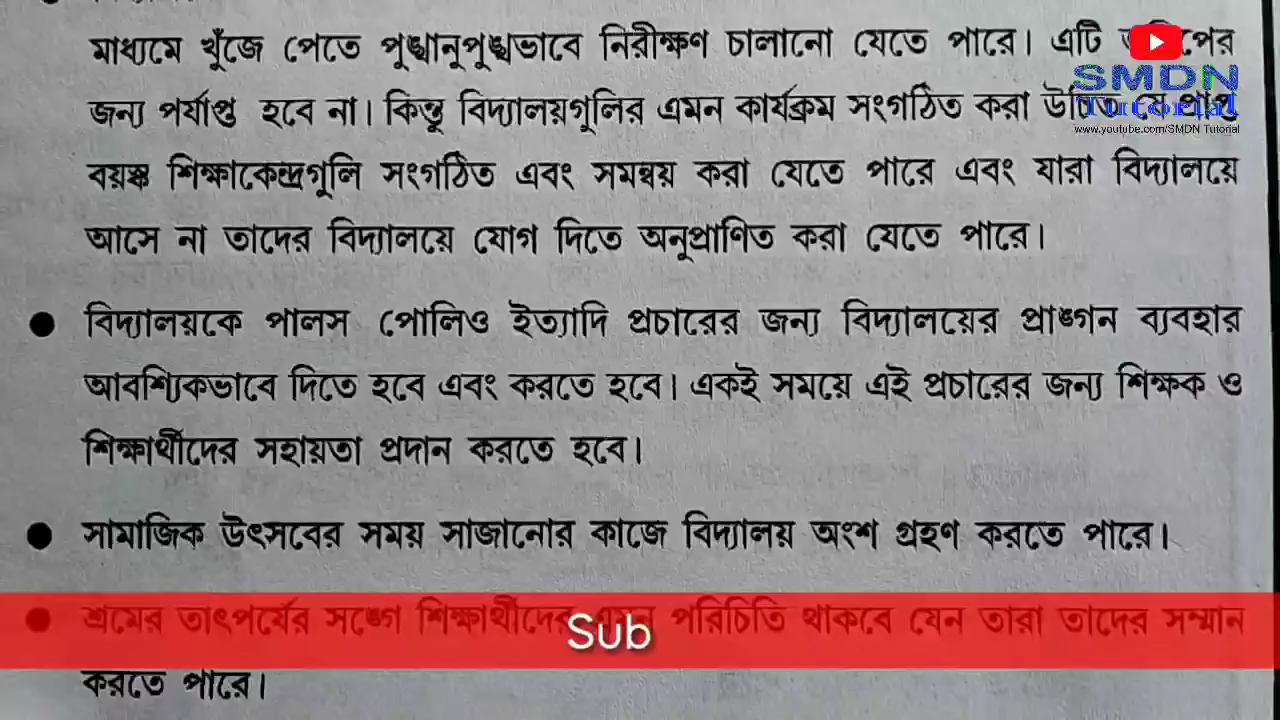 মাধ্যমে খুঁজে পেতে পুঙ্খানুপুঙ্খভাবে নিরীক্ষণ চালানো যেতে পারে। এটি
SMDN
জন্য পর্যাপ্ত হবে না। কিন্তু বিদ্যালয়গুলির এমন কার্যক্রম সংগঠিত করা উচিত যে প্রাপ্ত
Tutorial
www.youtube.com/SMDN Tutorial
বয়স্ক শিক্ষাকেন্দ্রগুলি সংগঠিত এবং সমন্বয় করা যেতে পারে এবং যারা বিদ্যালয়ে
আসে না তাদের বিদ্যালয়ে যোগ দিতে অনুপ্রাণিত করা যেতে পারে।
● বিদ্যালয়কে পালস পোলিও ইত্যাদি প্রচারের জন্য বিদ্যালয়ের প্রাঙ্গন ব্যবহার
আবশ্যিকভাবে দিতে হবে এবং করতে হবে। একই সময়ে এই প্রচারের জন্য শিক্ষক ও
শিক্ষার্থীদের সহায়তা প্রদান করতে হবে।
● সামাজিক উৎসবের সময় সাজানোর কাজে বিদ্যালয় অংশ গ্রহণ করতে পারে।
● শ্রমের তাৎপর্যের সঙ্গে শিক্ষার্থীদের এমন পরিচিতি থাকবে যেন তারা তাদের সম্মান
Sub
করতে পারে।